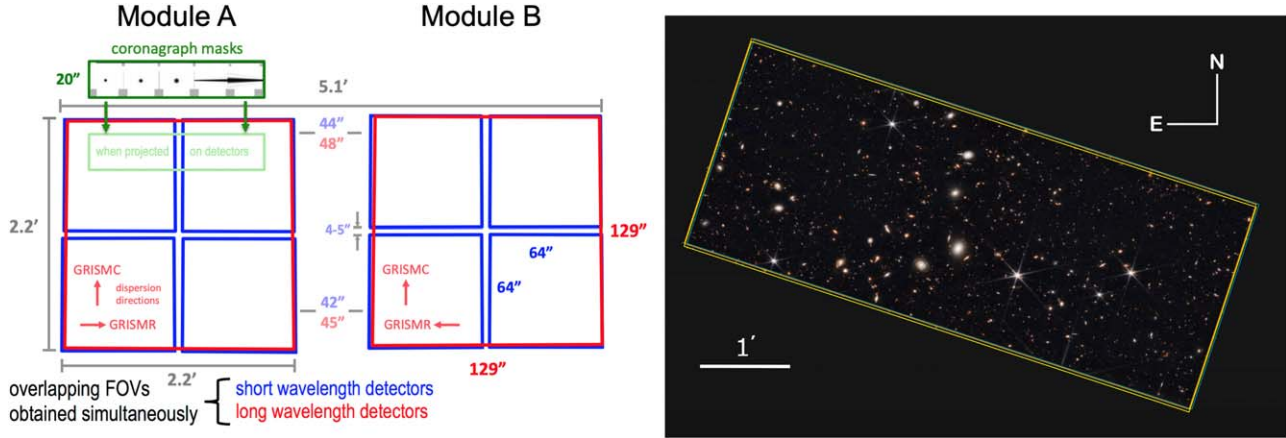 Module A
Module B
coronagraph masks
20”
5.1’
44”
48”
when projected
on detectors
2.2’
4-5”
129”
64”
64”
GRISMC
dispersion
directions
GRISMR
42”
45”
GRISMC
GRISMR
2.2’
129”
overlapping FOVs
obtained simultaneously
short wavelength detectors
long wavelength detectors
N
E
1’